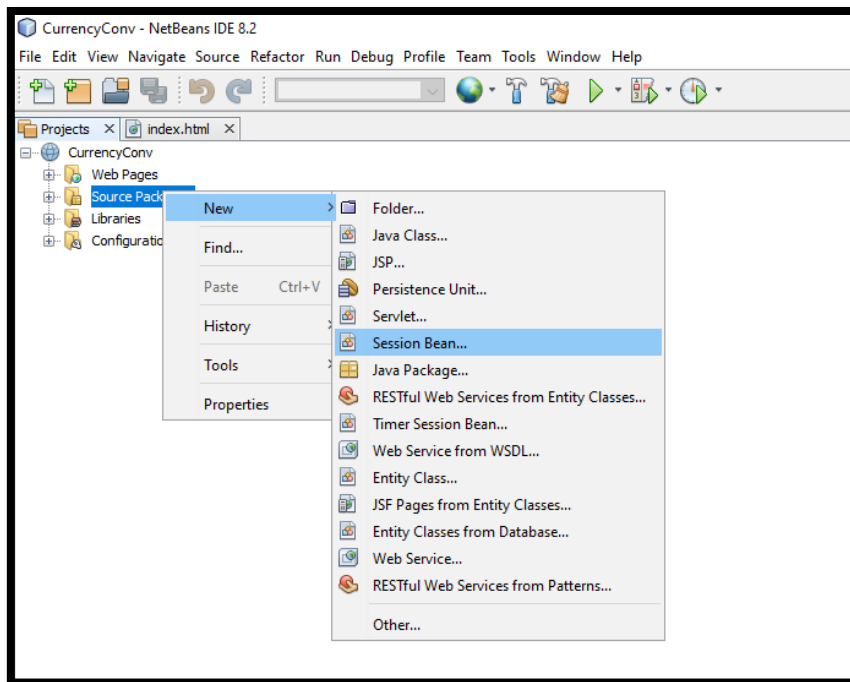 CurrencyConv - NetBeans IDE 8.2
File Edit View Navigate Source Refactor Run Debug Profile Team Tools Window Help
Projects
index.html
CurrencyConv
Web Pages
Source Pack
Libraries
Configuratio
New
Find...
Paste Ctrl+V
History
Tools
Properties
Folder...
Java Class...
JSP...
Persistence Unit...
Servlet...
Session Bean...
Java Package...
RESTful Web Services from Entity Classes...
Timer Session Bean...
Web Service from WSDL...
Entity Class...
JSF Pages from Entity Classes...
Entity Classes from Database...
Web Service...
RESTful Web Services from Patterns...
Other...